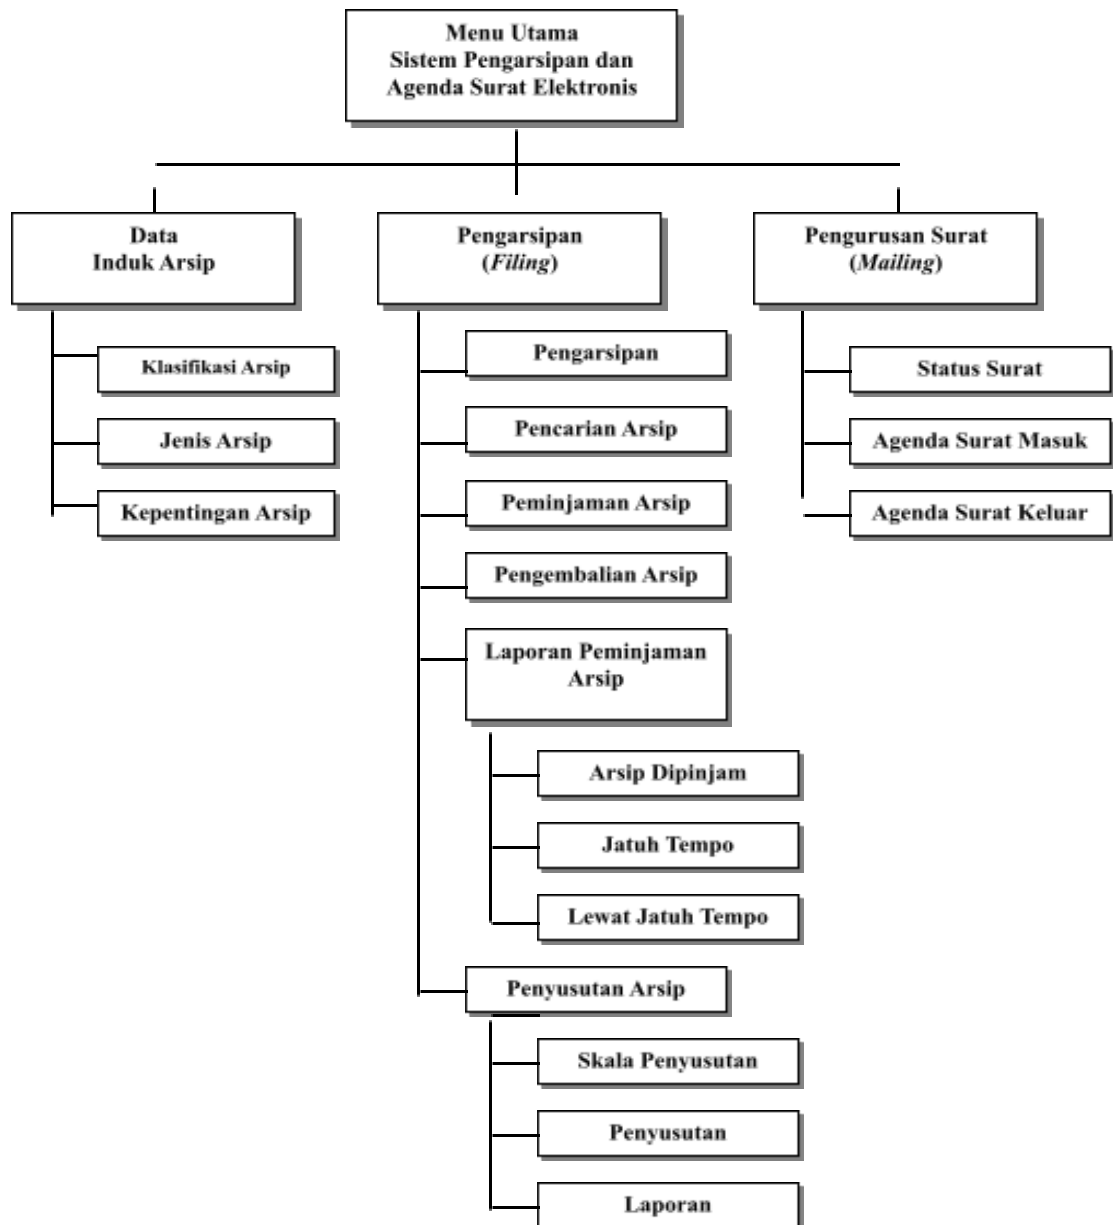 Menu Utama
Sistem Pengarsipan dan
Agenda Surat Elektronis
Data
Induk Arsip
Klasifikasi Arsip
Jenis Arsip
Kepentingan Arsip
Pengarsipan
(Filing)
Pengarsipan
Pencarian Arsip
Peminjaman Arsip
Pengembalian Arsip
Laporan Peminjaman
Arsip
Arsip Dipinjam
Jatuh Tempo
Lewat Jatuh Tempo
Penyusutan Arsip
Skala Penyusutan
Penyusutan
Laporan
Pengurusan Surat
(Mailing)
Status Surat
Agenda Surat Masuk
Agenda Surat Keluar